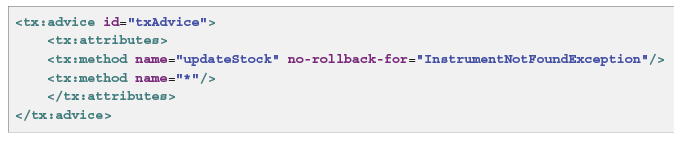 <tx:advice id="txAdvice">
    <tx:attributes>
    <tx:method name="updateStock" no-rollback-for="InstrumentNotFoundException"/>
    <tx:method name="*"/>
    </tx:attributes>
</tx:advice>